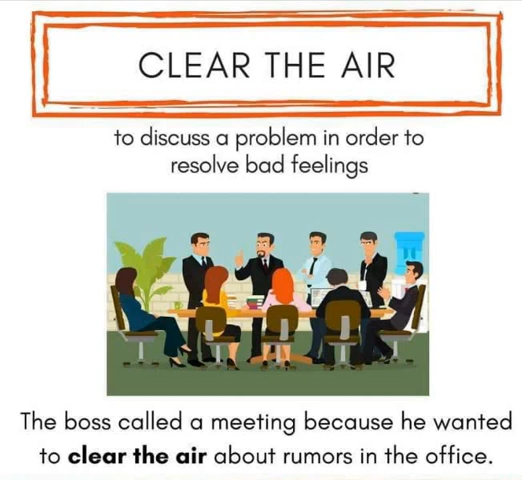 CLEAR THE AIR
to discuss a problem in order to
resolve bad feelings
The boss called a meeting because he wanted
to clear the air about rumors in the office.